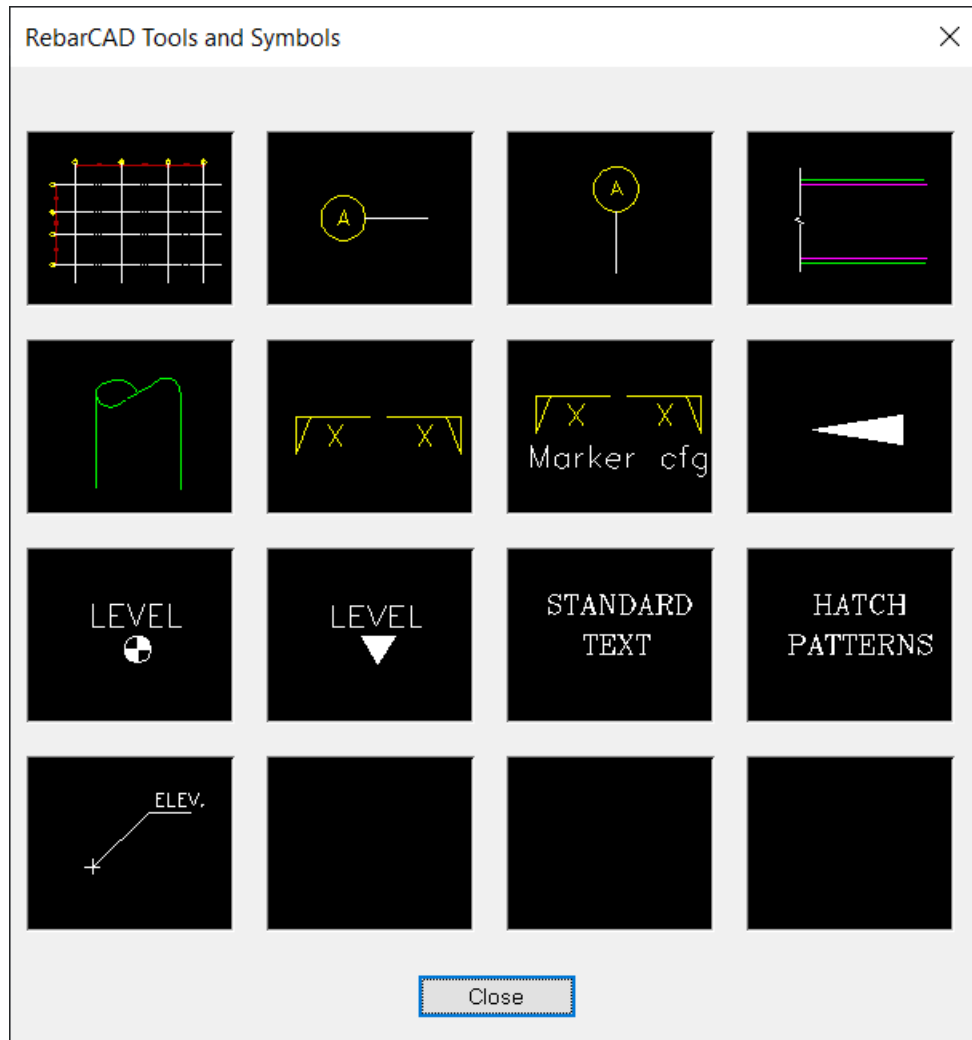 RebarCAD Tools and Symbols
A
A
X X
X X
Marker cfg
LEVEL
LEVEL
STANDARD
TEXT
HATCH
PATTERNS
ELEV.
Close